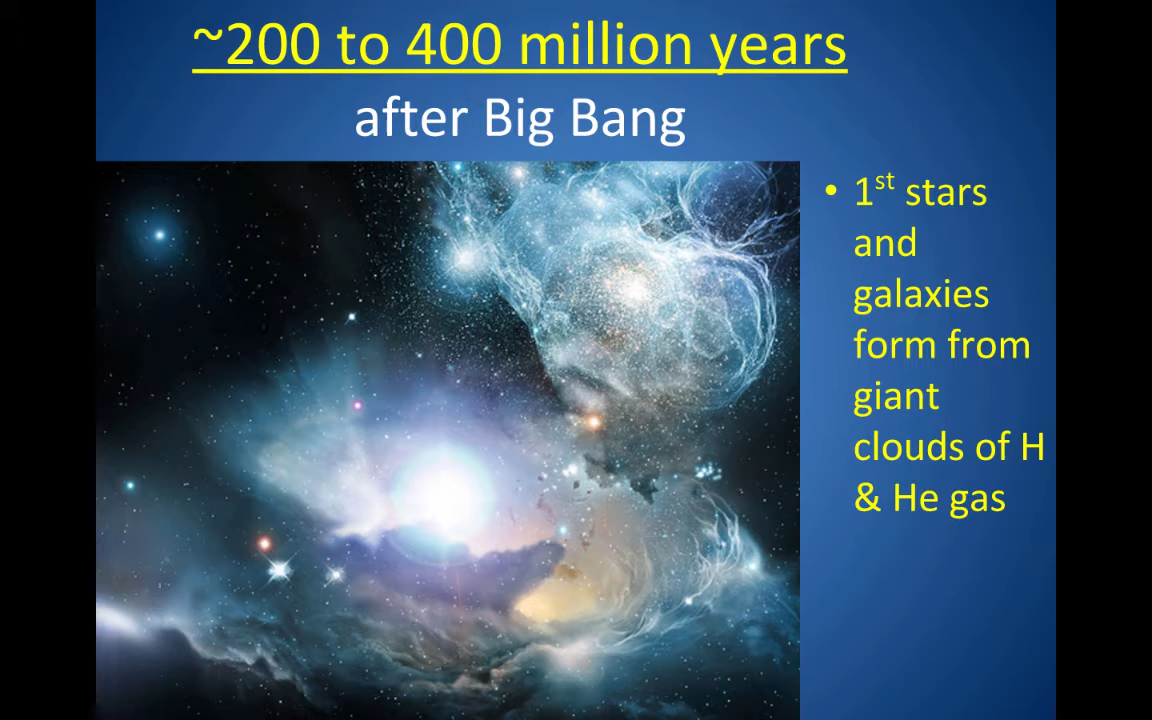 ~200 to 400 million years
after Big Bang
• 1st stars
and
galaxies
form from
giant
clouds of H
& He gas